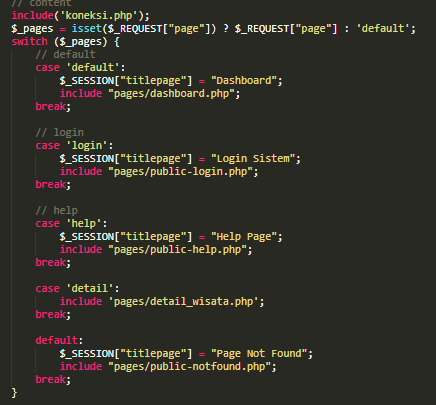 // content
include('koneksi.php');
$_pages = isset($_REQUEST["page"]) ? $_REQUEST["page"] : 'default';
switch ($_pages) {
// default
case 'default':
$_SESSION["titlepage"] = "Dashboard";
include "pages/dashboard.php";
break;
// login
case 'login':
$_SESSION["titlepage"] = "Login Sistem";
include "pages/public-login.php";
break;
// help
case 'help':
$_SESSION["titlepage"] = "Help Page";
include "pages/public-help.php";
break;
case 'detail':
include 'pages/detail_wisata.php';
break;
default:
$_SESSION["titlepage"] = "Page Not Found";
include "pages/public-notfound.php";
break;
}